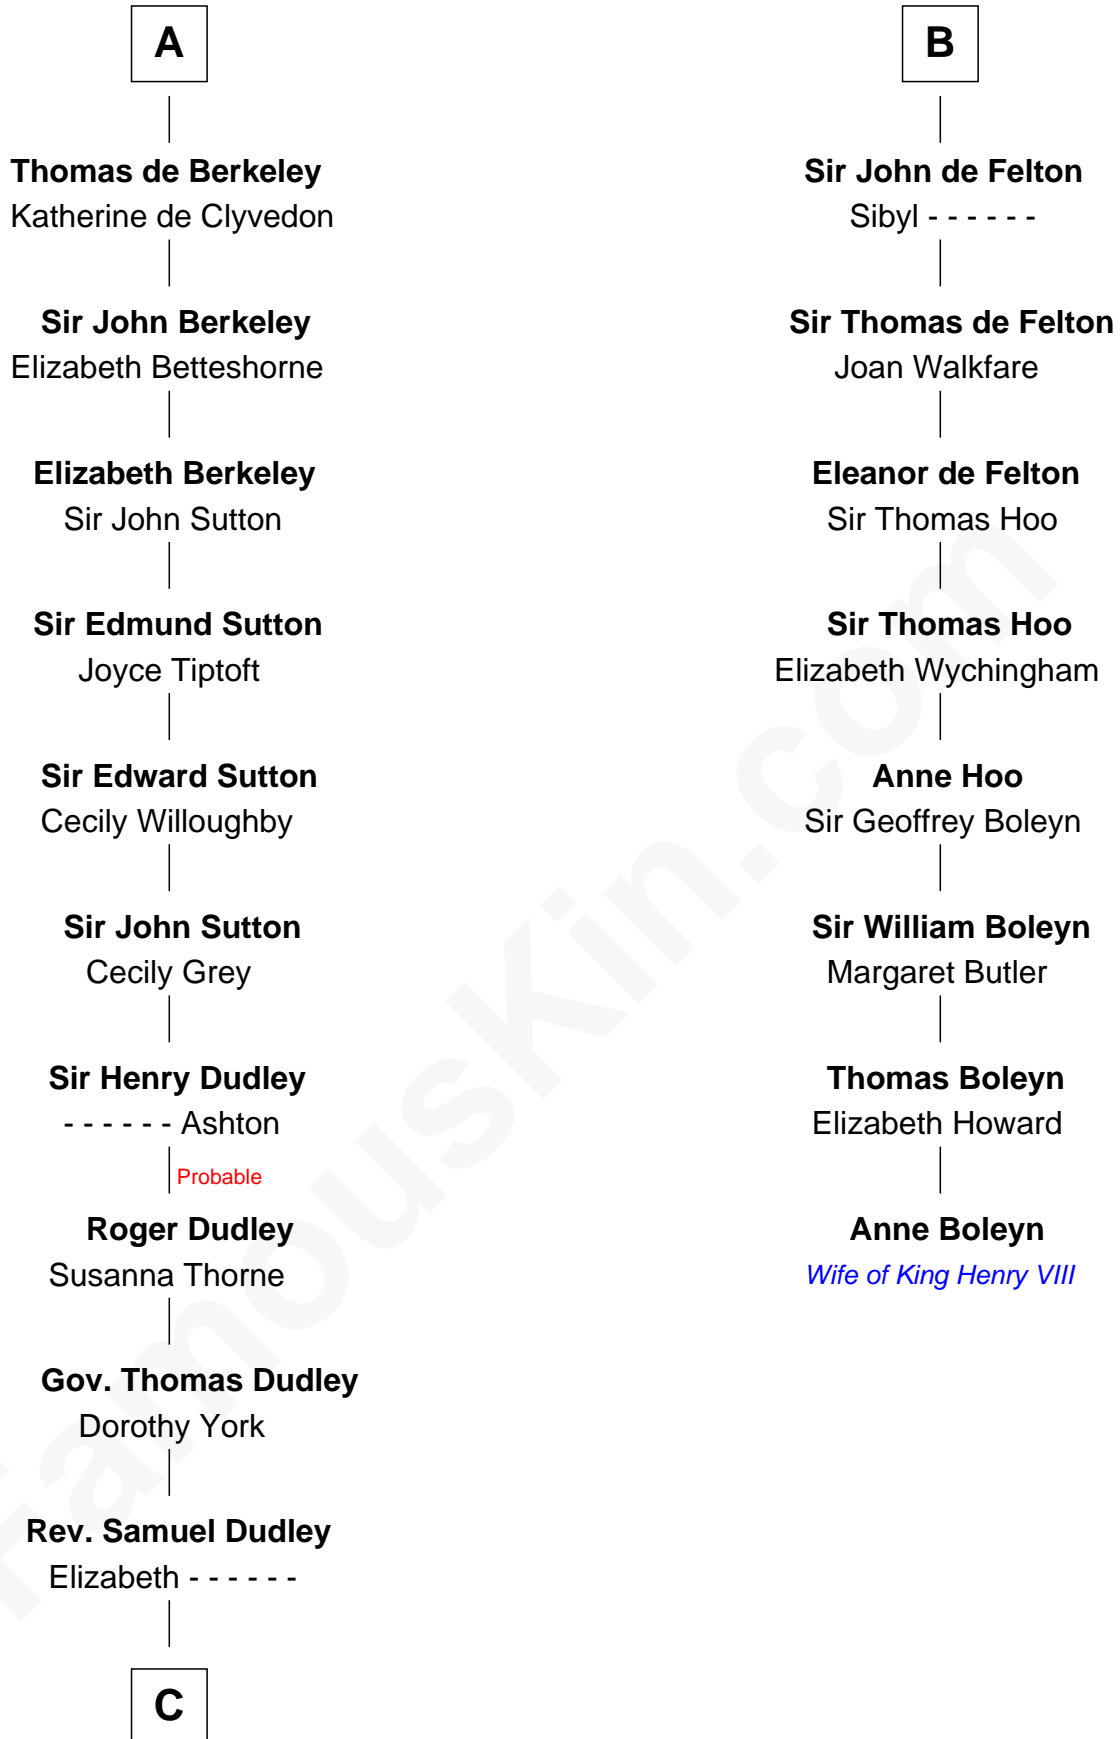 A
Thomas de Berkeley
Katherine de Clyvedon
Sir John Berkeley
Elizabeth Betteshorne
Elizabeth Berkeley
Sir John Sutton
Sir Edmund Sutton
Joyce Tiptoft
Sir Edward Sutton
Cecily Willoughby
Sir John Sutton
Cecily Grey
Sir Henry Dudley
- - - - - - Ashton
Probable
Roger Dudley
Susanna Thorne
Gov. Thomas Dudley
Dorothy York
Rev. Samuel Dudley
Elizabeth - - - - - -
C
B
Sir John de Felton
Sibyl - - - - - -
Sir Thomas de Felton
Joan Walkfare
Eleanor de Felton
Sir Thomas Hoo
Sir Thomas Hoo
Elizabeth Wychingham
Anne Hoo
Sir Geoffrey Boleyn
Sir William Boleyn
Margaret Butler
Thomas Boleyn
Elizabeth Howard
Anne Boleyn
Wife of King Henry VIII
FamousKin.com